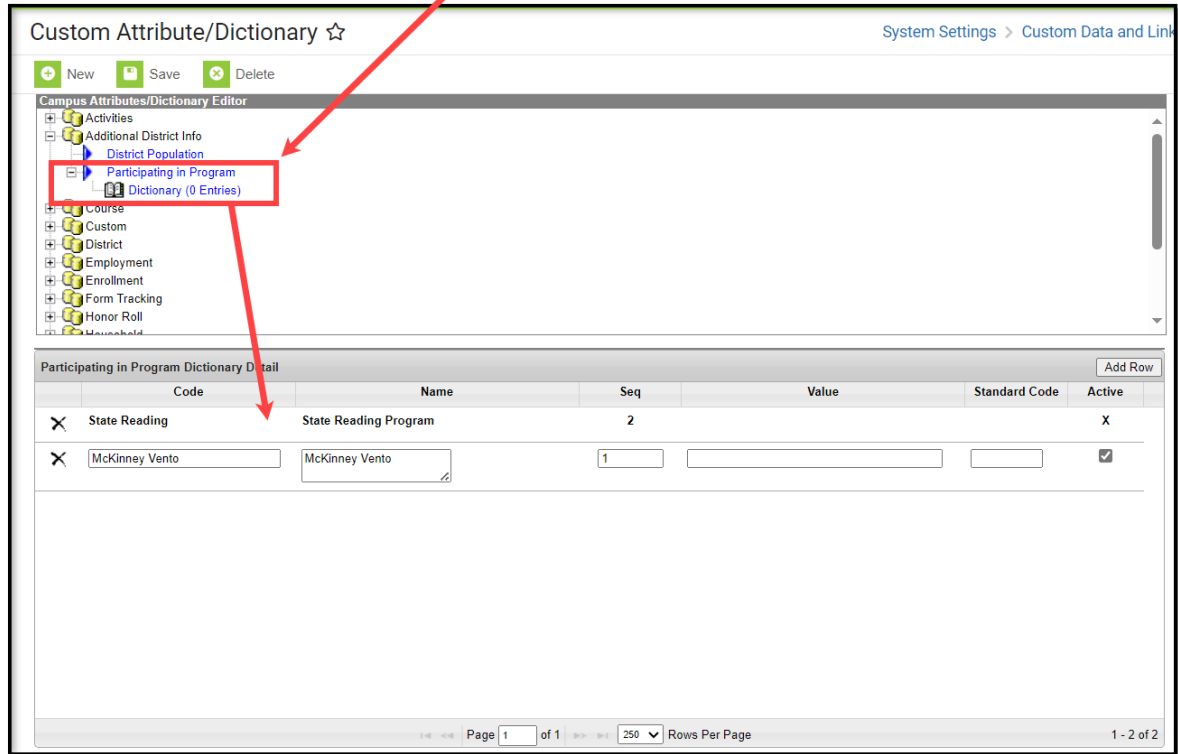 Custom Attribute/Dictionary
System Settings > Custom Data and Link
New Save Delete
Campus Attributes/Dictionary Editor
Activities
Additional District Info
District Population
Participating in Program
Dictionary (0 Entries)
Course
Custom
District
Employment
Enrollment
Form Tracking
Honor Roll
Household
Participating in Program Dictionary Detail Add Row
Code Name Seq Value Standard Code Active
State Reading State Reading Program 2 X
McKinney Vento McKinney Vento 1
Page 1 of 1 250 Rows Per Page 1 - 2 of 2